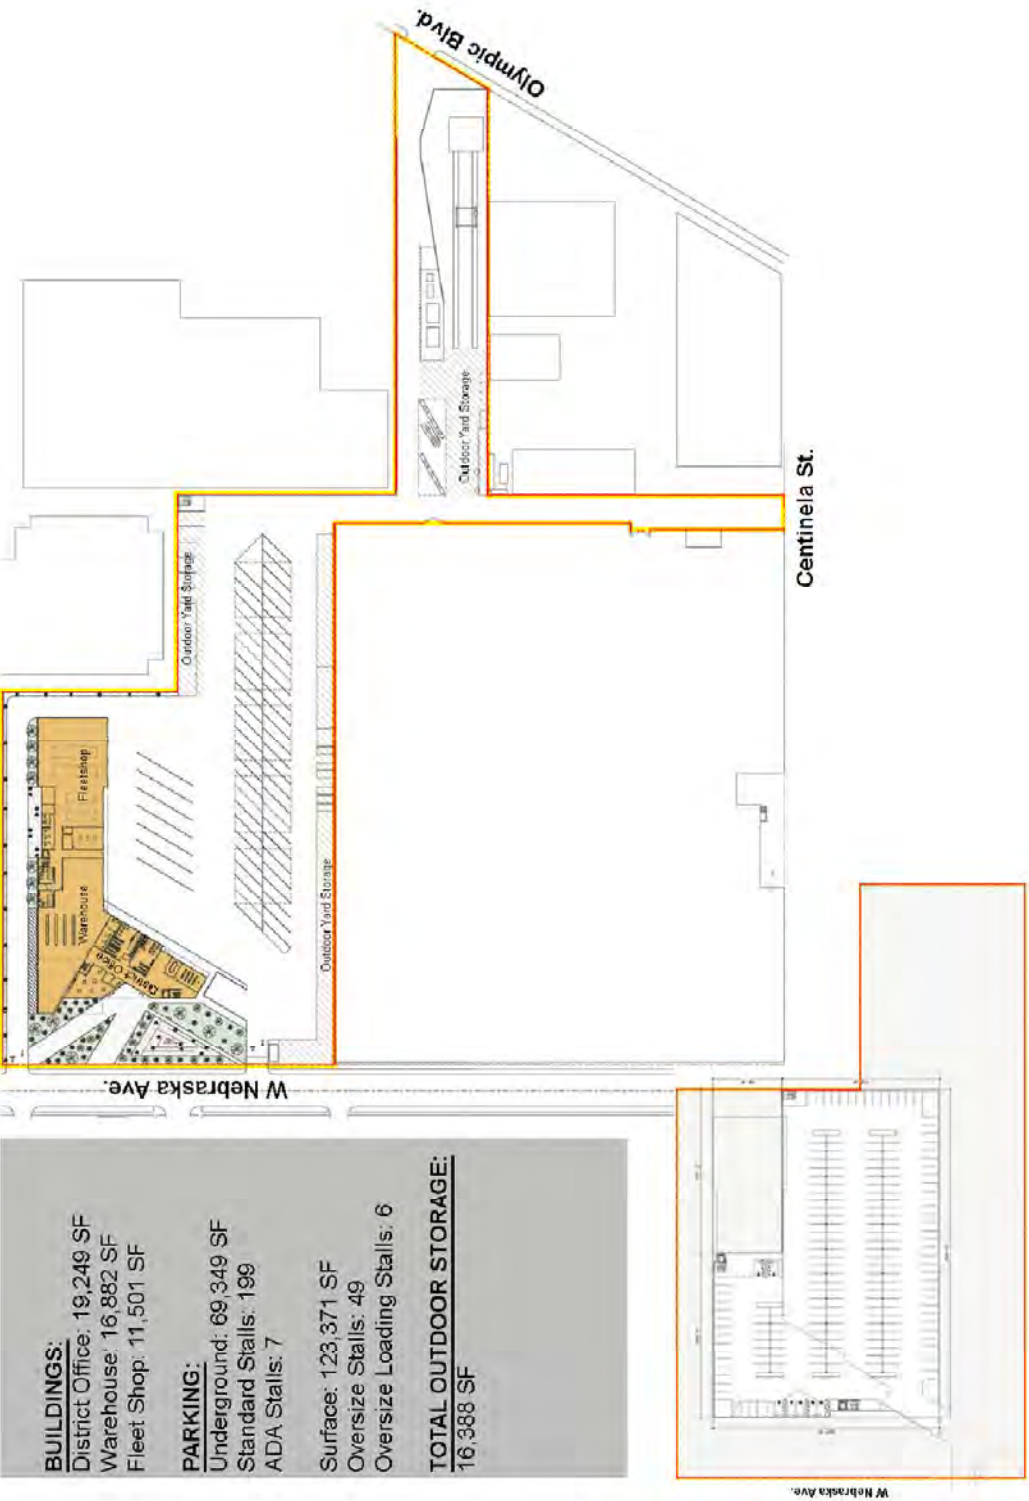 Olympic Blvd.
Outdoor Yard Storage
Centinela St.
Outdoor Yard Storage
Fleetshop
Warehouse
District Office
Outdoor Yard Storage
W Nebraska Ave.
BUILDINGS:
District Office: 19,249 SF
Warehouse: 16,882 SF
Fleet Shop: 11,501 SF
PARKING:
Underground: 69,349 SF
Standard Stalls: 199
ADA Stalls: 7
Surface: 123,371 SF
Oversize Stalls: 49
Oversize Loading Stalls: 6
TOTAL OUTDOOR STORAGE:
16,388 SF
W Nebraska Ave.